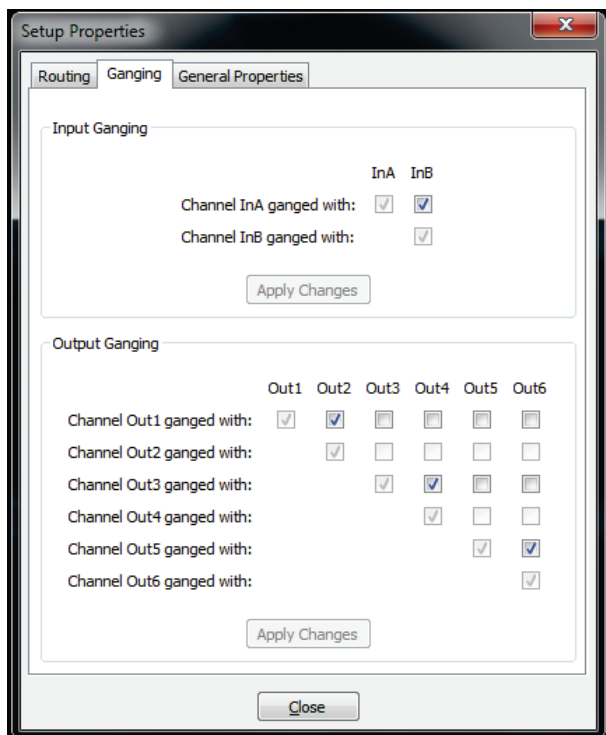 Setup Properties
Routing Ganging General Properties
Input Ganging
InA InB
Channel InA ganged with:
Channel InB ganged with:
Apply Changes
Output Ganging
Out1 Out2 Out3 Out4 Out5 Out6
Channel Out1 ganged with:
Channel Out2 ganged with:
Channel Out3 ganged with:
Channel Out4 ganged with:
Channel Out5 ganged with:
Channel Out6 ganged with:
Apply Changes
Close